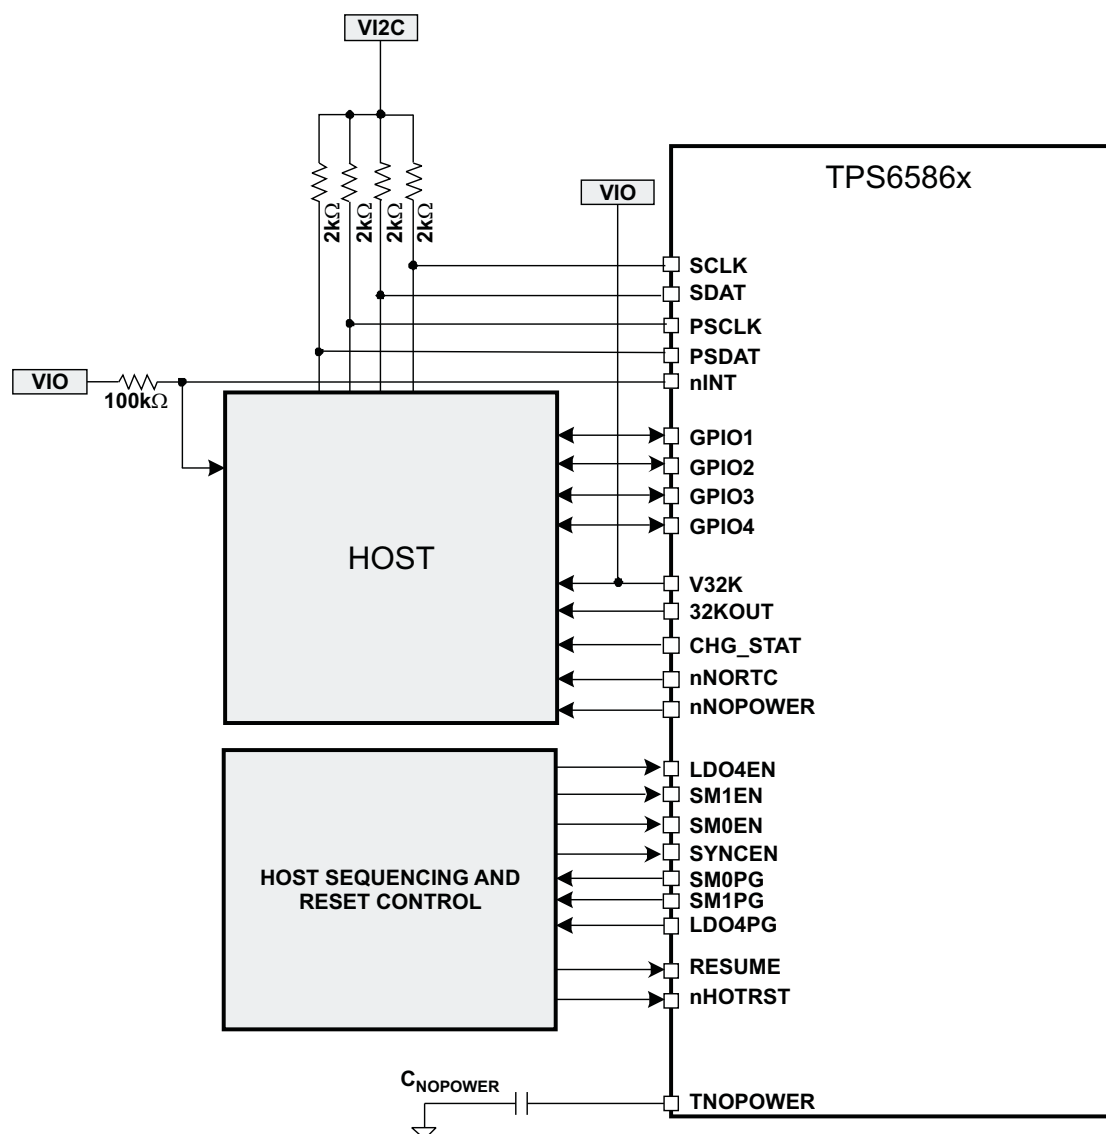 VI2C
TPS6586x
VIO
2kΩ
2kΩ
2kΩ
2kΩ
SCLK
SDAT
PSCLK
PSDAT
nINT
VIO
100kΩ
GPIO1
GPIO2
GPIO3
GPIO4
HOST
V32K
32KOUT
CHG_STAT
nNORTC
nNOPOWER
LDO4EN
SM1EN
SM0EN
SYNCEN
SM0PG
SM1PG
LDO4PG
RESUME
nHOTRST
HOST SEQUENCING AND
RESET CONTROL
CNOPOWER
TNOPOWER